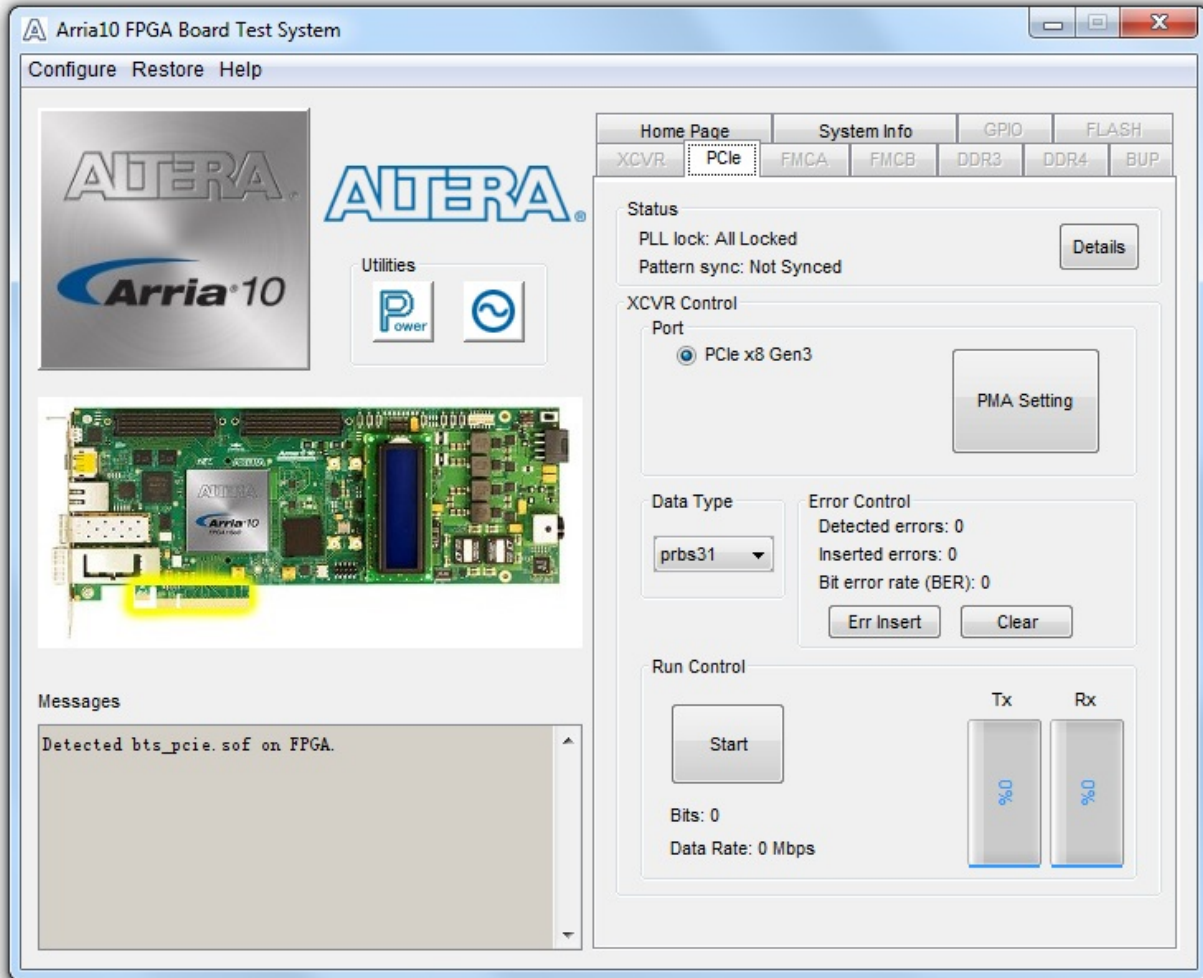 Arria10 FPGA Board Test System
Configure Restore Help
ALTERA®
Arria 10
ALTERA®
Utilities
Power
Home Page System Info GPIO FLASH
XCVR PCIe FMCA FMCB DDR3 DDR4 BUP
Status
PLL lock: All Locked
Pattern sync: Not Synced
Details
XCVR Control
Port
PCIe x8 Gen3
PMA Setting
Data Type
prbs31
Error Control
Detected errors: 0
Inserted errors: 0
Bit error rate (BER): 0
Err Insert Clear
Run Control
Start
Bits: 0
Data Rate: 0 Mbps
Tx Rx
0% 0%
ALTERA
Arria 10
Messages
Detected bts_pcie.sof on FPGA.